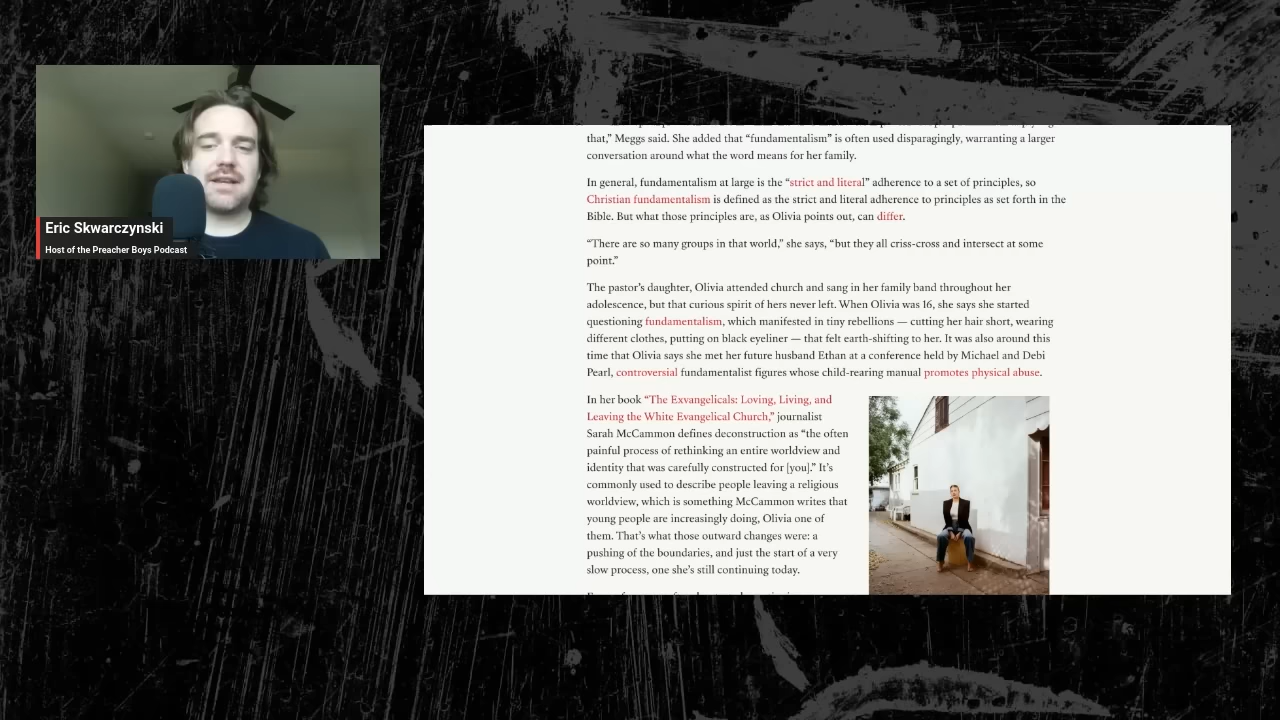 Eric Skwarczynski
Host of the Preacher Boys Podcast
that,” Meggs said. She added that “fundamentalism” is often used disparagingly, warranting a larger
conversation around what the word means for her family.
In general, fundamentalism at large is the “strict and literal” adherence to a set of principles, so
Christian fundamentalism is defined as the strict and literal adherence to principles as set forth in the
Bible. But what those principles are, as Olivia points out, can differ.
“There are so many groups in that world,” she says, “but they all criss-cross and intersect at some
point.”
The pastor’s daughter, Olivia attended church and sang in her family band throughout her
adolescence, but that curious spirit of hers never left. When Olivia was 16, she says she started
questioning fundamentalism, which manifested in tiny rebellions — cutting her hair short, wearing
different clothes, putting on black eyeliner — that felt earth-shifting to her. It was also around this
time that Olivia says she met her future husband Ethan at a conference held by Michael and Debi
Pearl, controversial fundamentalist figures whose child-rearing manual promotes physical abuse.
In her book “The Exvangelicals: Loving, Living, and
Leaving the White Evangelical Church,” journalist
Sarah McCammon defines deconstruction as “the often
painful process of rethinking an entire worldview and
identity that was carefully constructed for [you].” It’s
commonly used to describe people leaving a religious
worldview, which is something McCammon writes that
young people are increasingly doing, Olivia one of
them. That’s what those outward changes were: a
pushing of the boundaries, and just the start of a very
slow process, one she’s still continuing today.